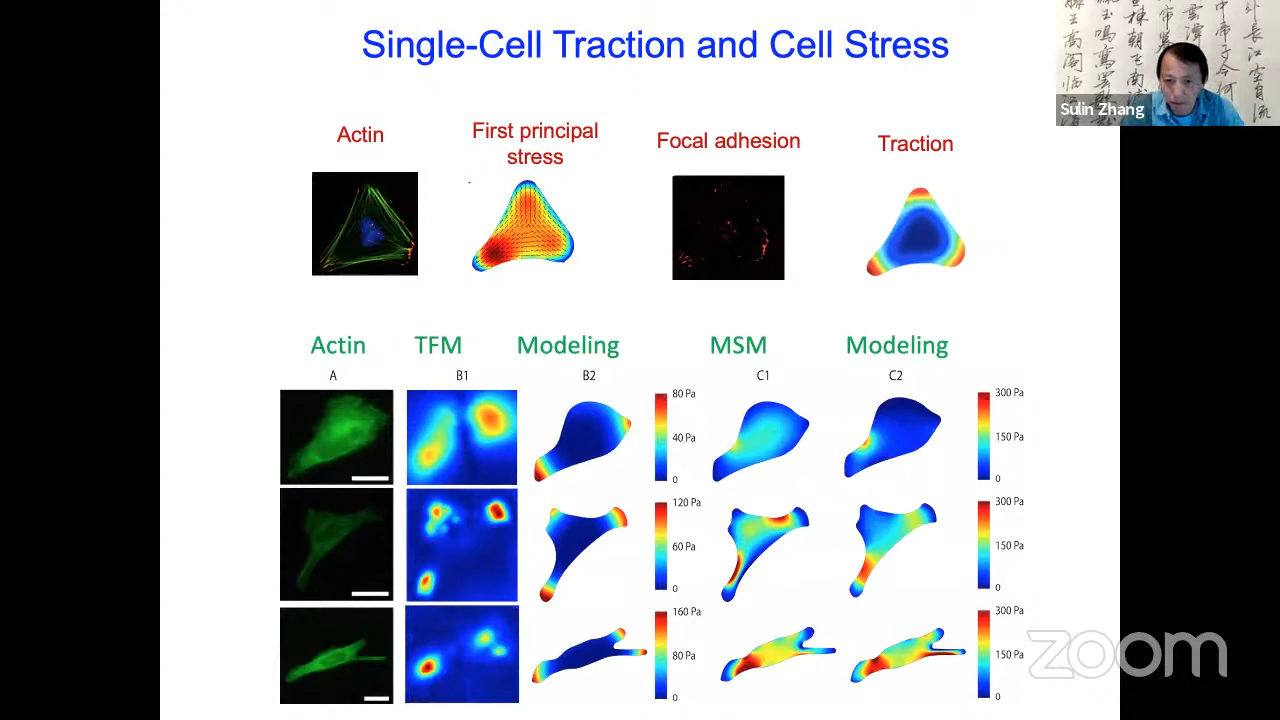 Single-Cell Traction and Cell Stress
Sulin Zhang
Actin
First principal
stress
Focal adhesion
Traction
Actin
TFM
Modeling
MSM
Modeling
A
B1
B2
C1
C2
80 Pa
40 Pa
0
300 Pa
150 Pa
0
120 Pa
60 Pa
0
300 Pa
150 Pa
0
160 Pa
80 Pa
0
300 Pa
150 Pa
0
zoom